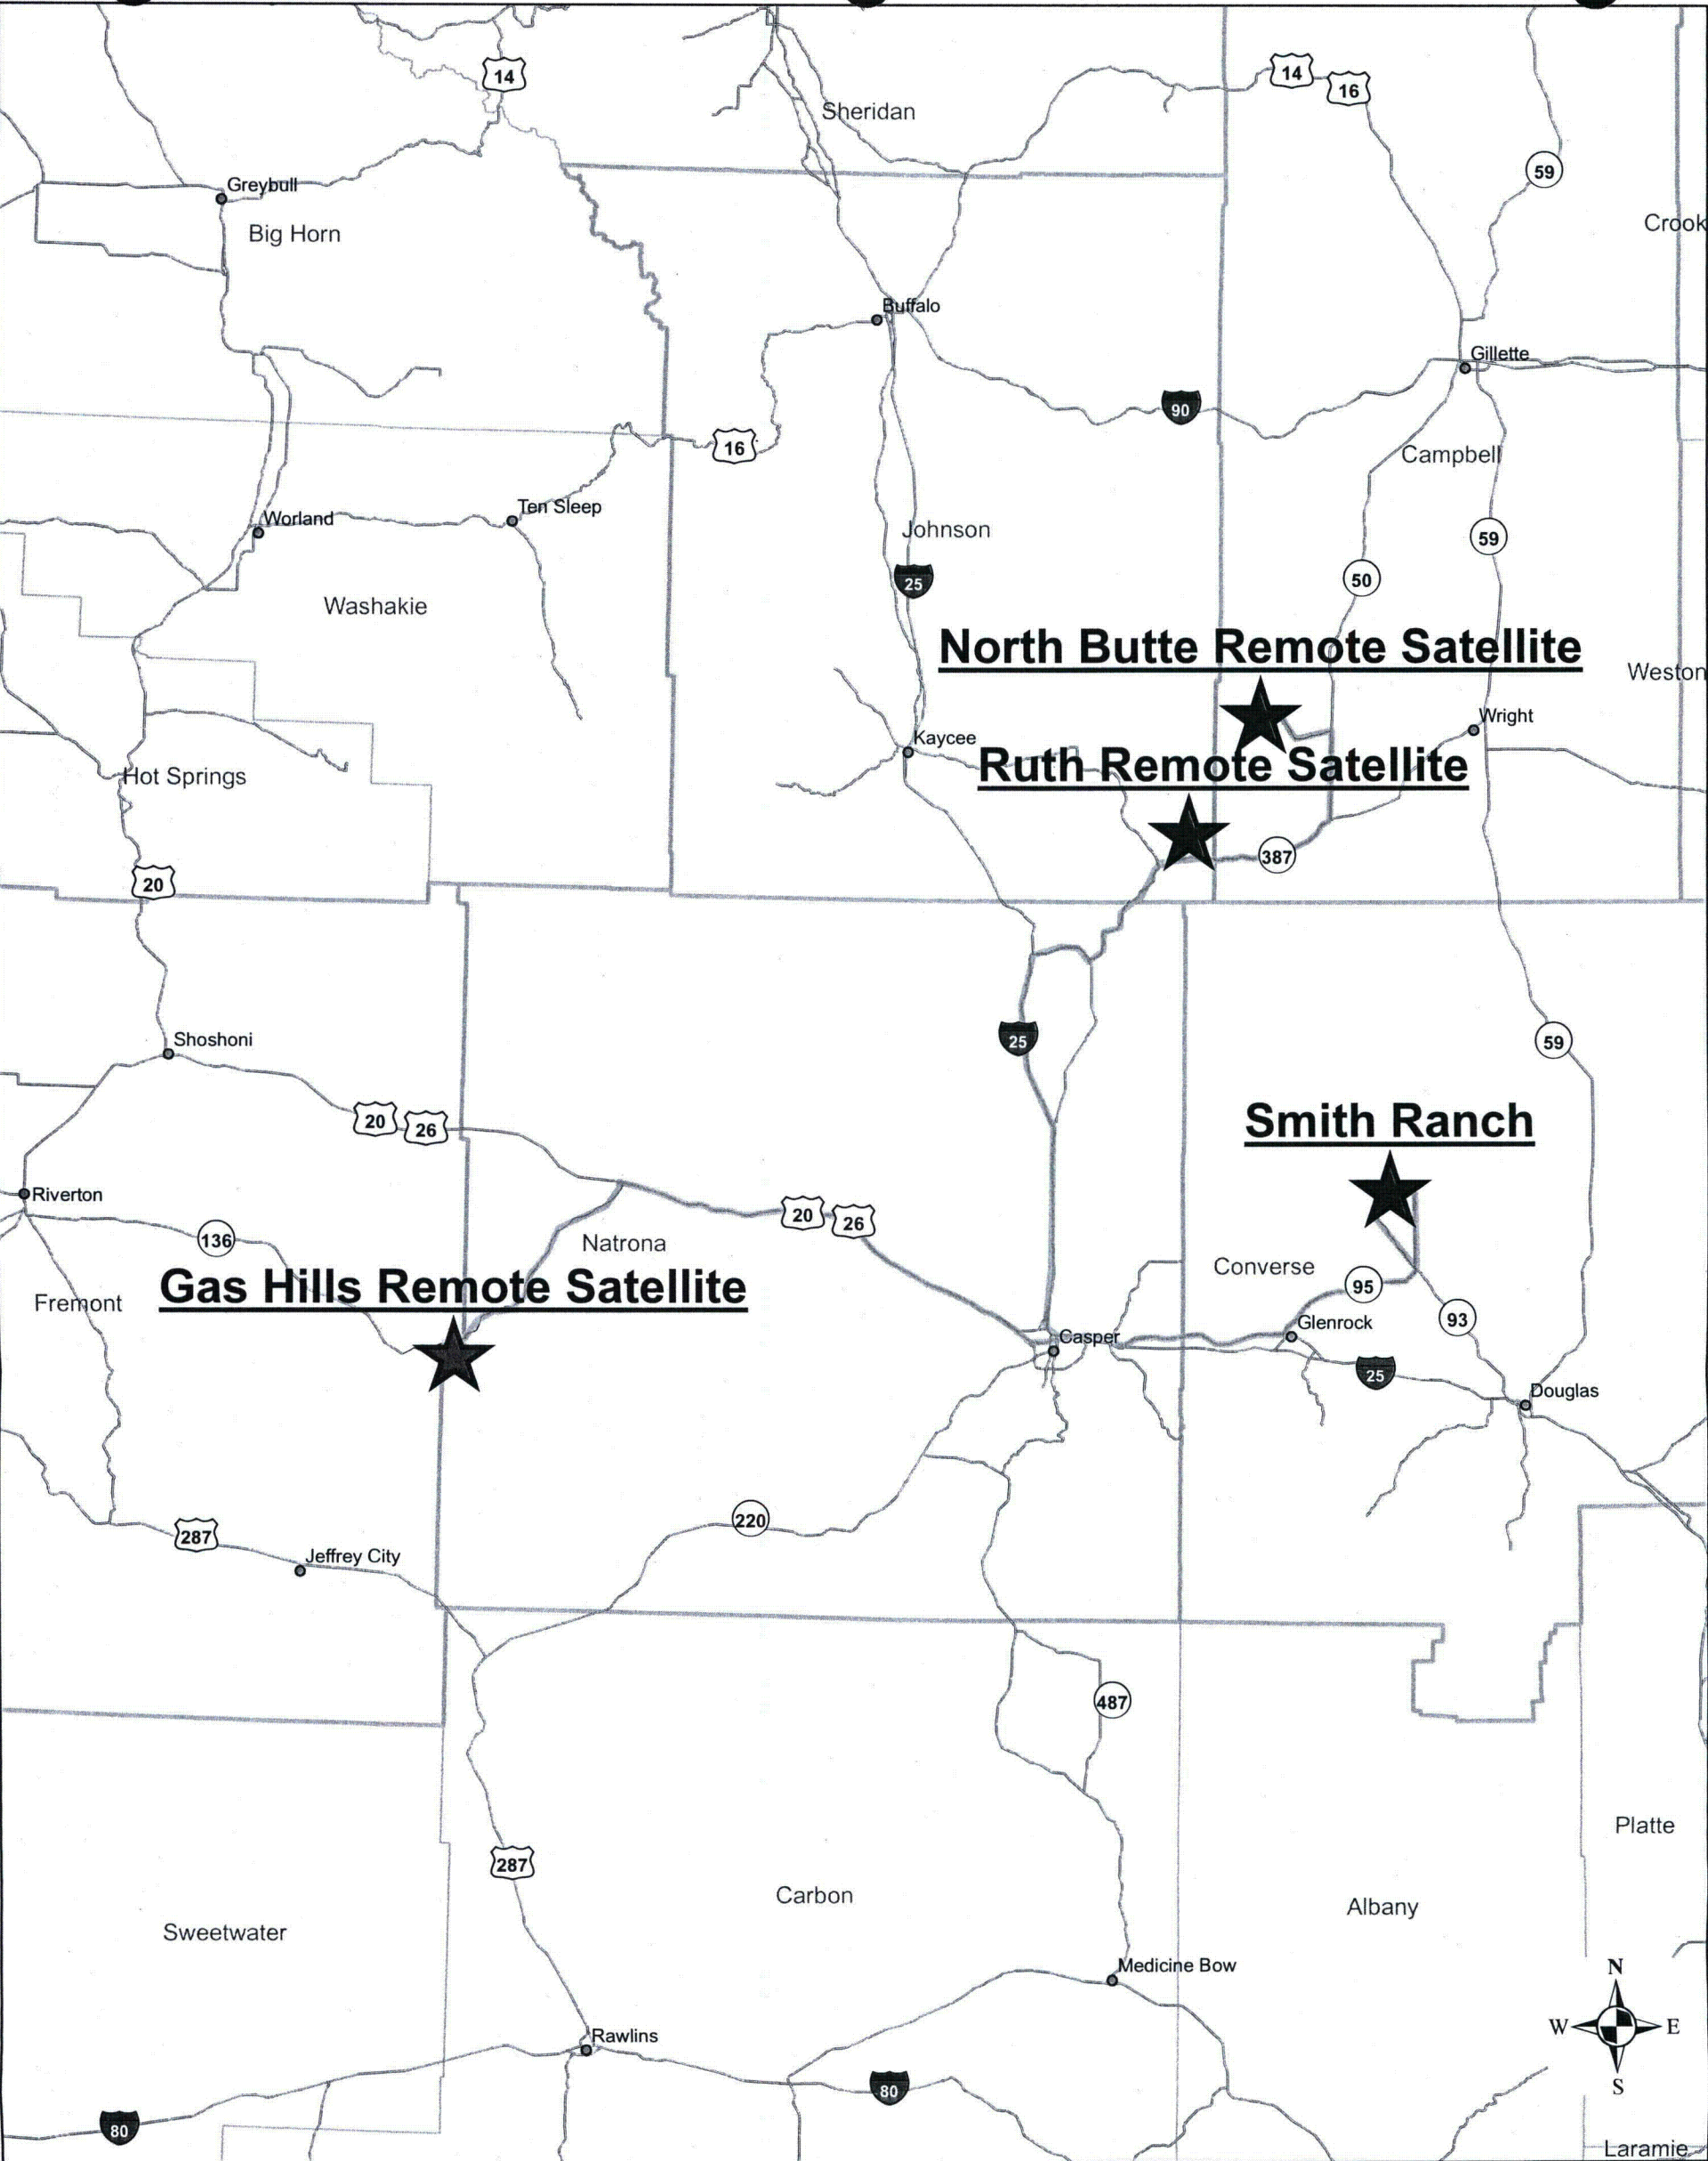 14
14
16
Sheridan
59
Greybull
Big Horn
Crook
Buffalo
Gillette
90
16
Campbell
Ten Sleep
Worland
Johnson
59
25
50
Washakie
North Butte Remote Satellite
Weston
Wright
Kaycee
Ruth Remote Satellite
Hot Springs
387
20
25
Shoshoni
59
20
26
Smith Ranch
Riverton
20
26
136
Natrona
Converse
Gas Hills Remote Satellite
95
Fremont
93
Glenrock
Casper
25
Douglas
220
287
Jeffrey City
487
Platte
287
Carbon
Albany
Sweetwater
Medicine Bow
N
W
E
S
Rawlins
80
80
Laramie